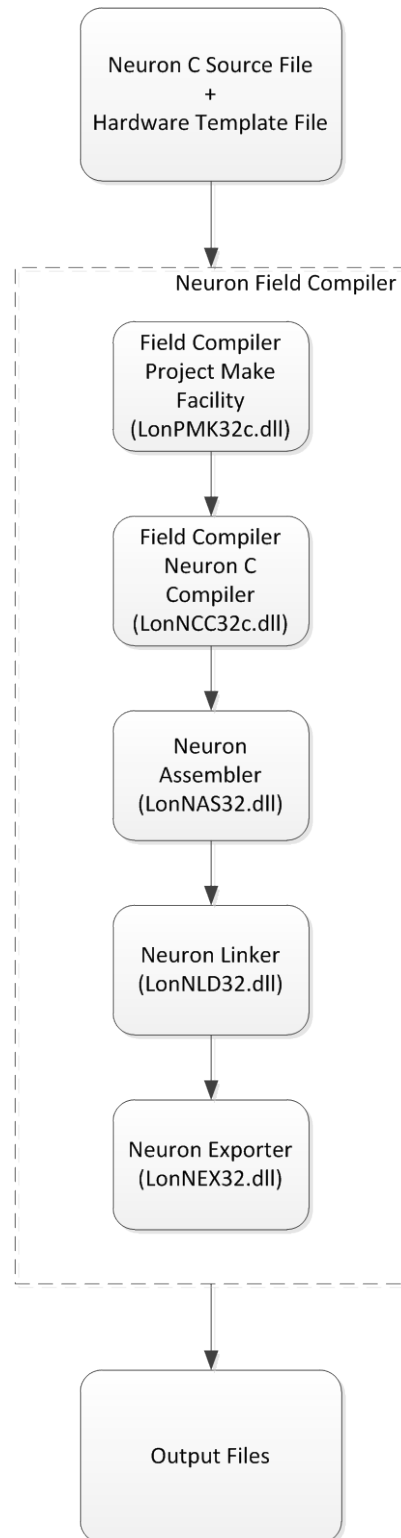 Neuron C Source File
+
Hardware Template File
Neuron Field Compiler
Field Compiler
Project Make
Facility
(LonPMK32c.dll)
Field Compiler
Neuron C
Compiler
(LonNCC32c.dll)
Neuron
Assembler
(LonNAS32.dll)
Neuron Linker
(LonNLD32.dll)
Neuron Exporter
(LonNEX32.dll)
Output Files